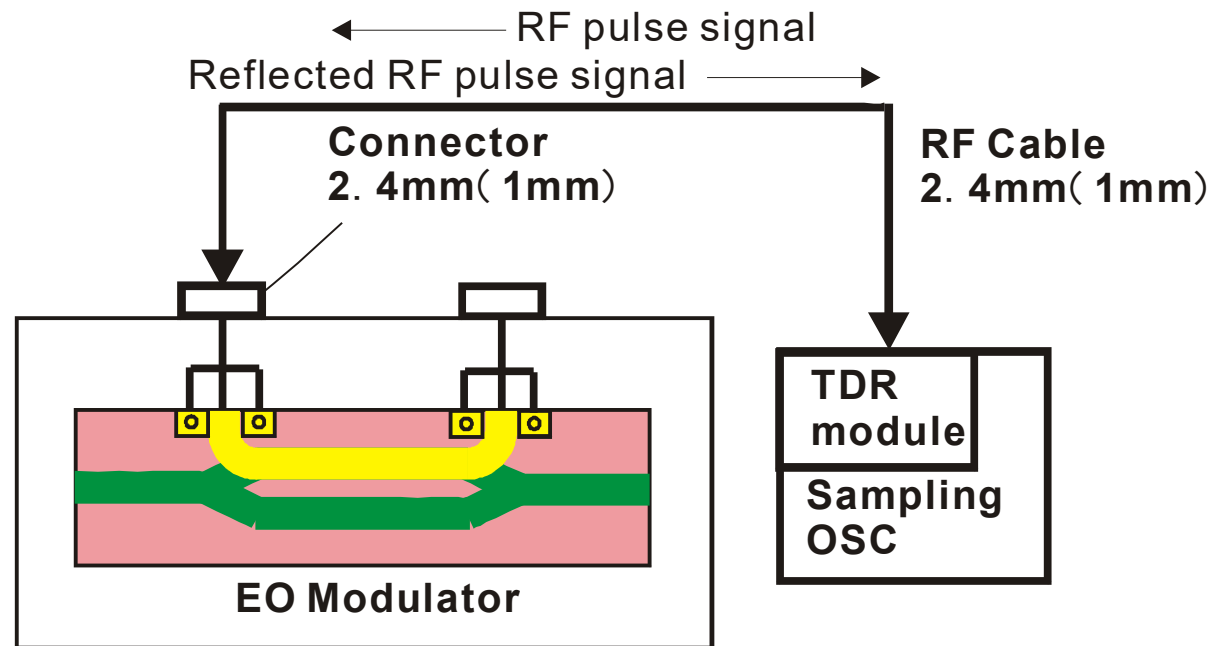 RF pulse signal
Reflected RF pulse signal
Connector
2. 4mm( 1mm)
RF Cable
2. 4mm( 1mm)
TDR
module
Sampling
OSC
EO Modulator